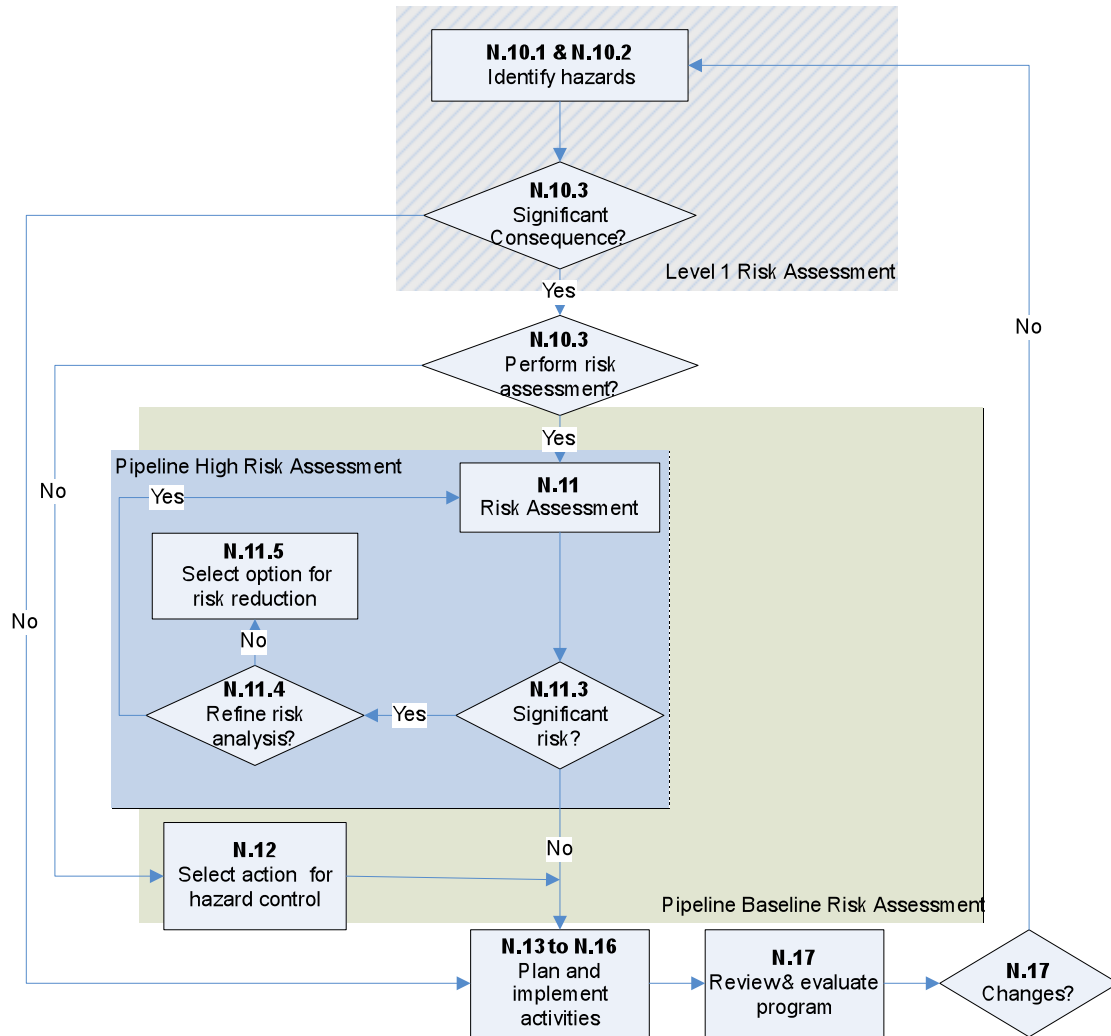 N.10.1 & N.10.2
Identify hazards
N.10.3
Significant
Consequence?
Level 1 Risk Assessment
Yes
No
N.10.3
Perform risk
assessment?
Yes
Pipeline High Risk Assessment
No
Yes
N.11
Risk Assessment
N.11.5
Select option for
risk reduction
No
No
N.11.4
Refine risk
analysis?
Yes
N.11.3
Significant
risk?
No
N.12
Select action for
hazard control
Pipeline Baseline Risk Assessment
N.13 to N.16
Plan and
implement
activities
N.17
Review& evaluate
program
N.17
Changes?